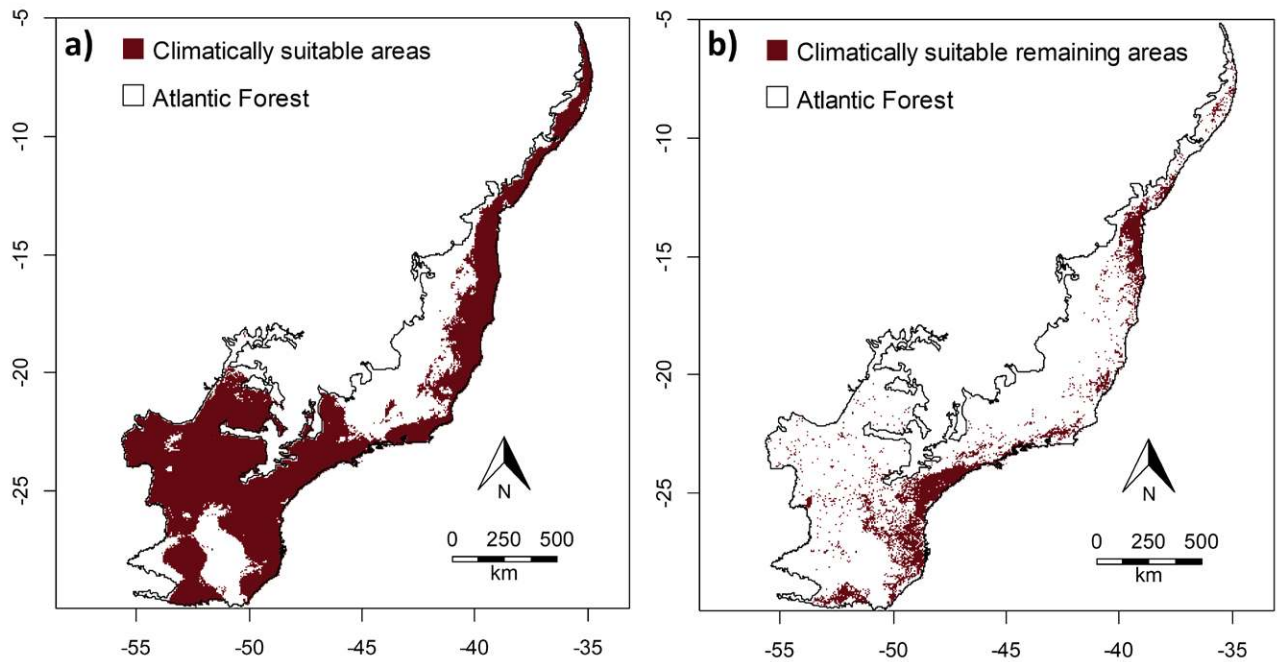 a)
Climatically suitable areas
Atlantic Forest
-5
-10
-15
-20
-25
N
0 250 500
km
-55 -50 -45 -40 -35
b)
Climatically suitable remaining areas
Atlantic Forest
-5
-10
-15
-20
-25
N
0 250 500
km
-55 -50 -45 -40 -35